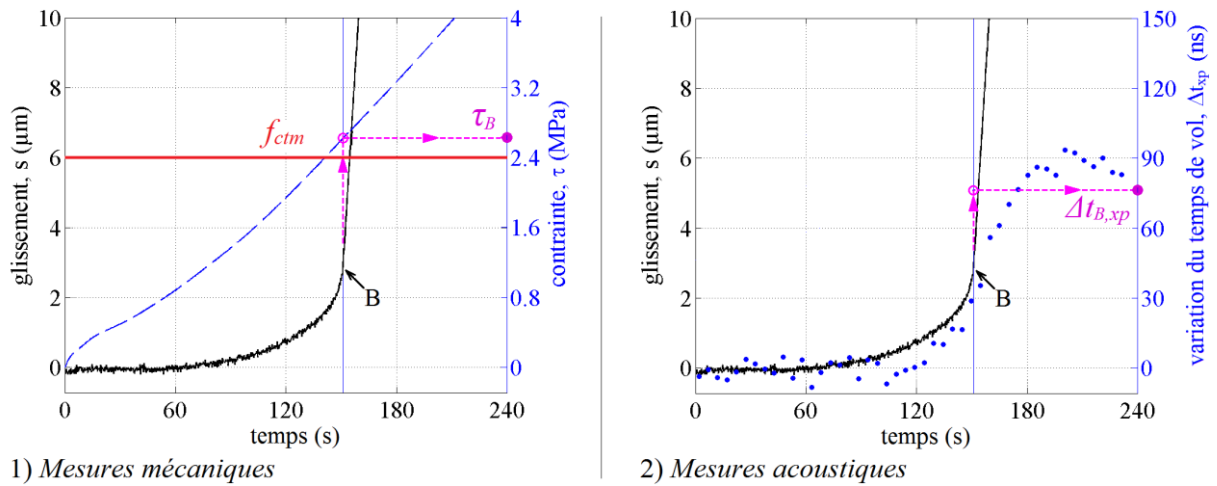 10
8
6
4
2
0
glissement, s (μm)
0 60 120 180 240
temps (s)
4
3.2
2.4
1.6
0.8
0
contrainte, τ (MPa)
f_ctm
τ_B
B
1) Mesures mécaniques
10
8
6
4
2
0
glissement, s (μm)
0 60 120 180 240
temps (s)
150
120
90
60
30
0
variation du temps de vol, Δt_xp (ns)
Δt_B,xp
B
2) Mesures acoustiques